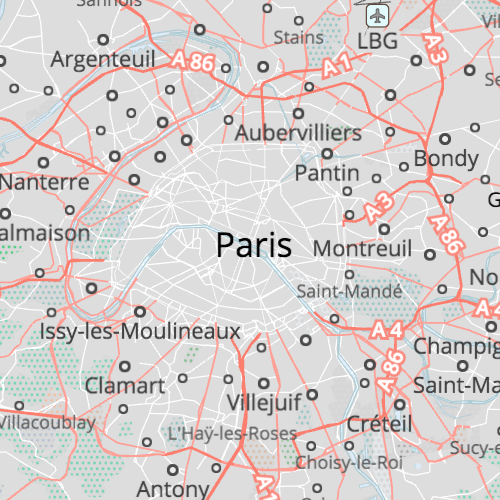 Sannois
Stains
LBG
Argenteuil
A 86
A 1
A 3
Aubervilliers
Bondy
Pantin
Nanterre
A 3
A 86
almaison
Paris
Montreuil
No
Saint-Mandé
A 4
Issy-les-Moulineaux
A 4
Champig
A 86
Clamart
Saint-Ma
Villejuif
Villacoublay
Créteil
L'Haÿ-les-Roses
Sucy-e
Choisy-le-Roi
Antony